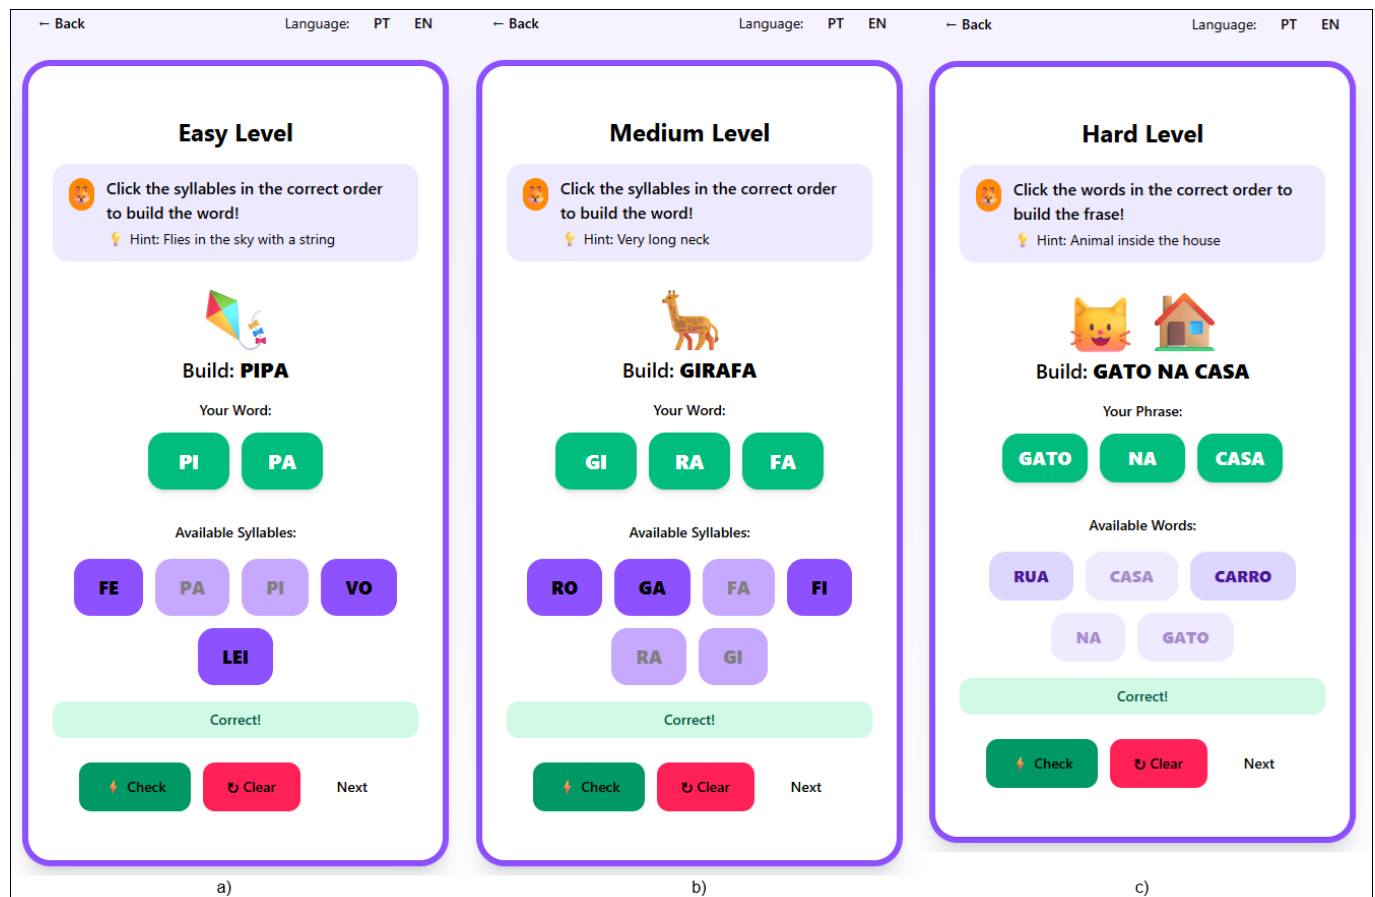 ← Back Language: PT EN
Easy Level
Click the syllables in the correct order
to build the word!
Hint: Flies in the sky with a string
Build: PIPA
Your Word:
PI PA
Available Syllables:
FE PA PI VO
LEI
Correct!
Check ↻ Clear Next
a)
← Back Language: PT EN
Medium Level
Click the syllables in the correct order
to build the word!
Hint: Very long neck
Build: GIRAFA
Your Word:
GI RA FA
Available Syllables:
RO GA FA FI
RA GI
Correct!
Check ↻ Clear Next
b)
← Back Language: PT EN
Hard Level
Click the words in the correct order to
build the frase!
Hint: Animal inside the house
Build: GATO NA CASA
Your Phrase:
GATO NA CASA
Available Words:
RUA CASA CARRO
NA GATO
Correct!
Check ↻ Clear Next
c)